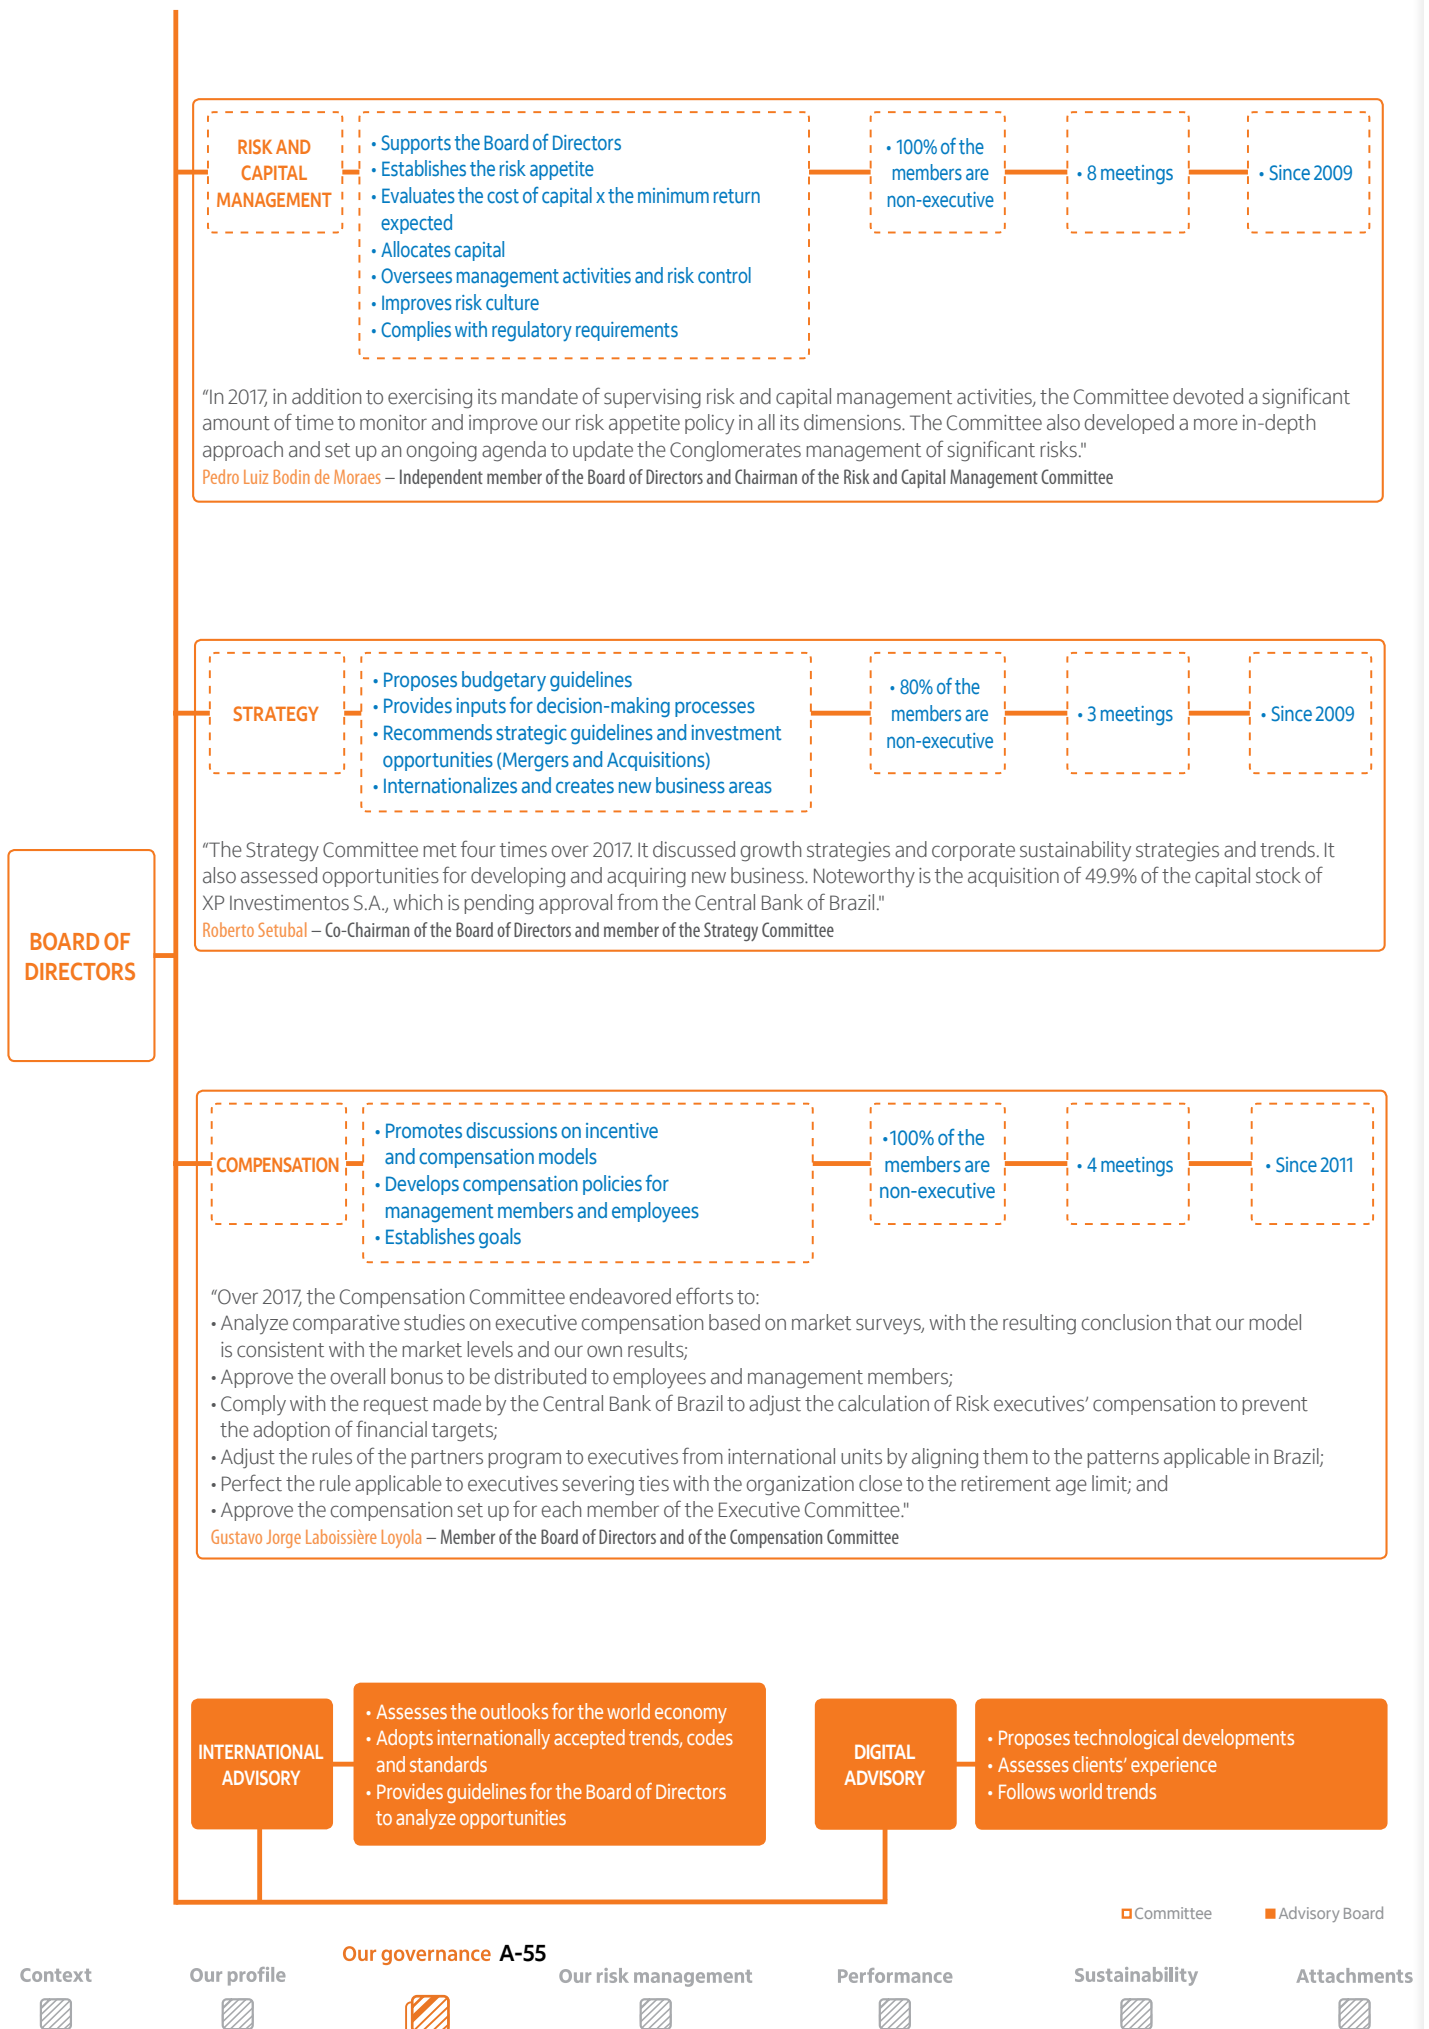 RISK AND
CAPITAL
MANAGEMENT
• Supports the Board of Directors
• Establishes the risk appetite
• Evaluates the cost of capital x the minimum return
expected
• Allocates capital
• Oversees management activities and risk control
• Improves risk culture
• Complies with regulatory requirements
• 100% of the
members are
non-executive
• 8 meetings
• Since 2009
“In 2017, in addition to exercising its mandate of supervising risk and capital management activities, the Committee devoted a significant
amount of time to monitor and improve our risk appetite policy in all its dimensions. The Committee also developed a more in-depth
approach and set up an ongoing agenda to update the Conglomerates management of significant risks."
Pedro Luiz Bodin de Moraes – Independent member of the Board of Directors and Chairman of the Risk and Capital Management Committee
STRATEGY
• Proposes budgetary guidelines
• Provides inputs for decision-making processes
• Recommends strategic guidelines and investment
opportunities (Mergers and Acquisitions)
• Internationalizes and creates new business areas
• 80% of the
members are
non-executive
• 3 meetings
• Since 2009
“The Strategy Committee met four times over 2017. It discussed growth strategies and corporate sustainability strategies and trends. It
also assessed opportunities for developing and acquiring new business. Noteworthy is the acquisition of 49.9% of the capital stock of
XP Investimentos S.A., which is pending approval from the Central Bank of Brazil."
Roberto Setubal – Co-Chairman of the Board of Directors and member of the Strategy Committee
BOARD OF
DIRECTORS
COMPENSATION
• Promotes discussions on incentive
and compensation models
• Develops compensation policies for
management members and employees
• Establishes goals
•100% of the
members are
non-executive
• 4 meetings
• Since 2011
“Over 2017, the Compensation Committee endeavored efforts to:
• Analyze comparative studies on executive compensation based on market surveys, with the resulting conclusion that our model
is consistent with the market levels and our own results;
• Approve the overall bonus to be distributed to employees and management members;
• Comply with the request made by the Central Bank of Brazil to adjust the calculation of Risk executives’ compensation to prevent
the adoption of financial targets;
• Adjust the rules of the partners program to executives from international units by aligning them to the patterns applicable in Brazil;
• Perfect the rule applicable to executives severing ties with the organization close to the retirement age limit; and
• Approve the compensation set up for each member of the Executive Committee."
Gustavo Jorge Laboissière Loyola – Member of the Board of Directors and of the Compensation Committee
INTERNATIONAL
ADVISORY
• Assesses the outlooks for the world economy
• Adopts internationally accepted trends, codes
and standards
• Provides guidelines for the Board of Directors
to analyze opportunities
DIGITAL
ADVISORY
• Proposes technological developments
• Assesses clients’ experience
• Follows world trends
Committee
Advisory Board
Our governance A-55
Context
Our profile
Our risk management
Performance
Sustainability
Attachments